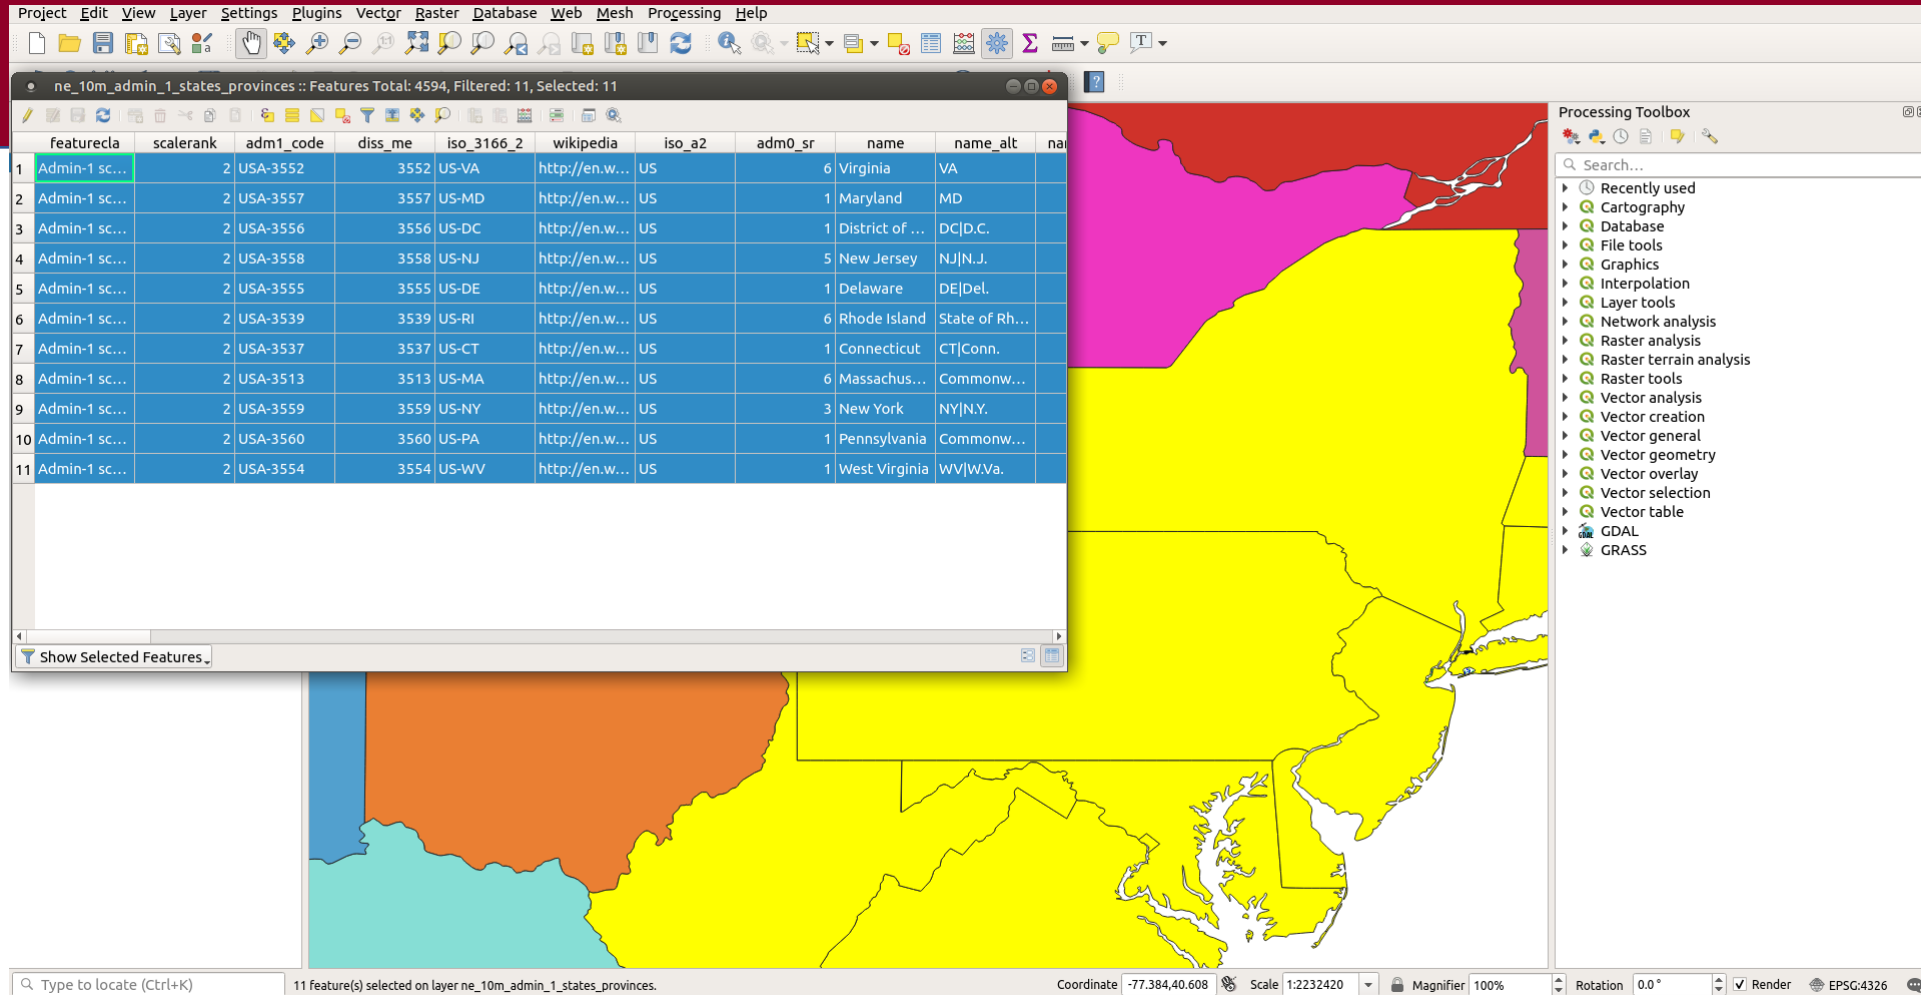 Project Edit View Layer Settings Plugins Vector Raster Database Web Mesh Processing Help
ne_10m_admin_1_states_provinces :: Features Total: 4594, Filtered: 11, Selected: 11
featurecla scalerank adm1_code diss_me iso_3166_2 wikipedia iso_a2 adm0_sr name name_alt
1 Admin-1 sc... 2 USA-3552 3552 US-VA http://en.w... US 6 Virginia VA
2 Admin-1 sc... 2 USA-3557 3557 US-MD http://en.w... US 1 Maryland MD
3 Admin-1 sc... 2 USA-3556 3556 US-DC http://en.w... US 1 District of ... DC|D.C.
4 Admin-1 sc... 2 USA-3558 3558 US-NJ http://en.w... US 5 New Jersey NJ|N.J.
5 Admin-1 sc... 2 USA-3555 3555 US-DE http://en.w... US 1 Delaware DE|Del.
6 Admin-1 sc... 2 USA-3539 3539 US-RI http://en.w... US 6 Rhode Island State of Rh...
7 Admin-1 sc... 2 USA-3537 3537 US-CT http://en.w... US 1 Connecticut CT|Conn.
8 Admin-1 sc... 2 USA-3513 3513 US-MA http://en.w... US 6 Massachus... Commonw...
9 Admin-1 sc... 2 USA-3559 3559 US-NY http://en.w... US 3 New York NY|N.Y.
10 Admin-1 sc... 2 USA-3560 3560 US-PA http://en.w... US 1 Pennsylvania Commonw...
11 Admin-1 sc... 2 USA-3554 3554 US-WV http://en.w... US 1 West Virginia WV|W.Va.
Show Selected Features
Processing Toolbox
Search...
Recently used
Cartography
Database
File tools
Graphics
Interpolation
Layer tools
Network analysis
Raster analysis
Raster terrain analysis
Raster tools
Vector analysis
Vector creation
Vector general
Vector geometry
Vector overlay
Vector selection
Vector table
GDAL
GRASS
Type to locate (Ctrl+K) 11 feature(s) selected on layer ne_10m_admin_1_states_provinces. Coordinate -77.384,40.608 Scale 1:2232420 Magnifier 100% Rotation 0.0 ° Render EPSG:4326